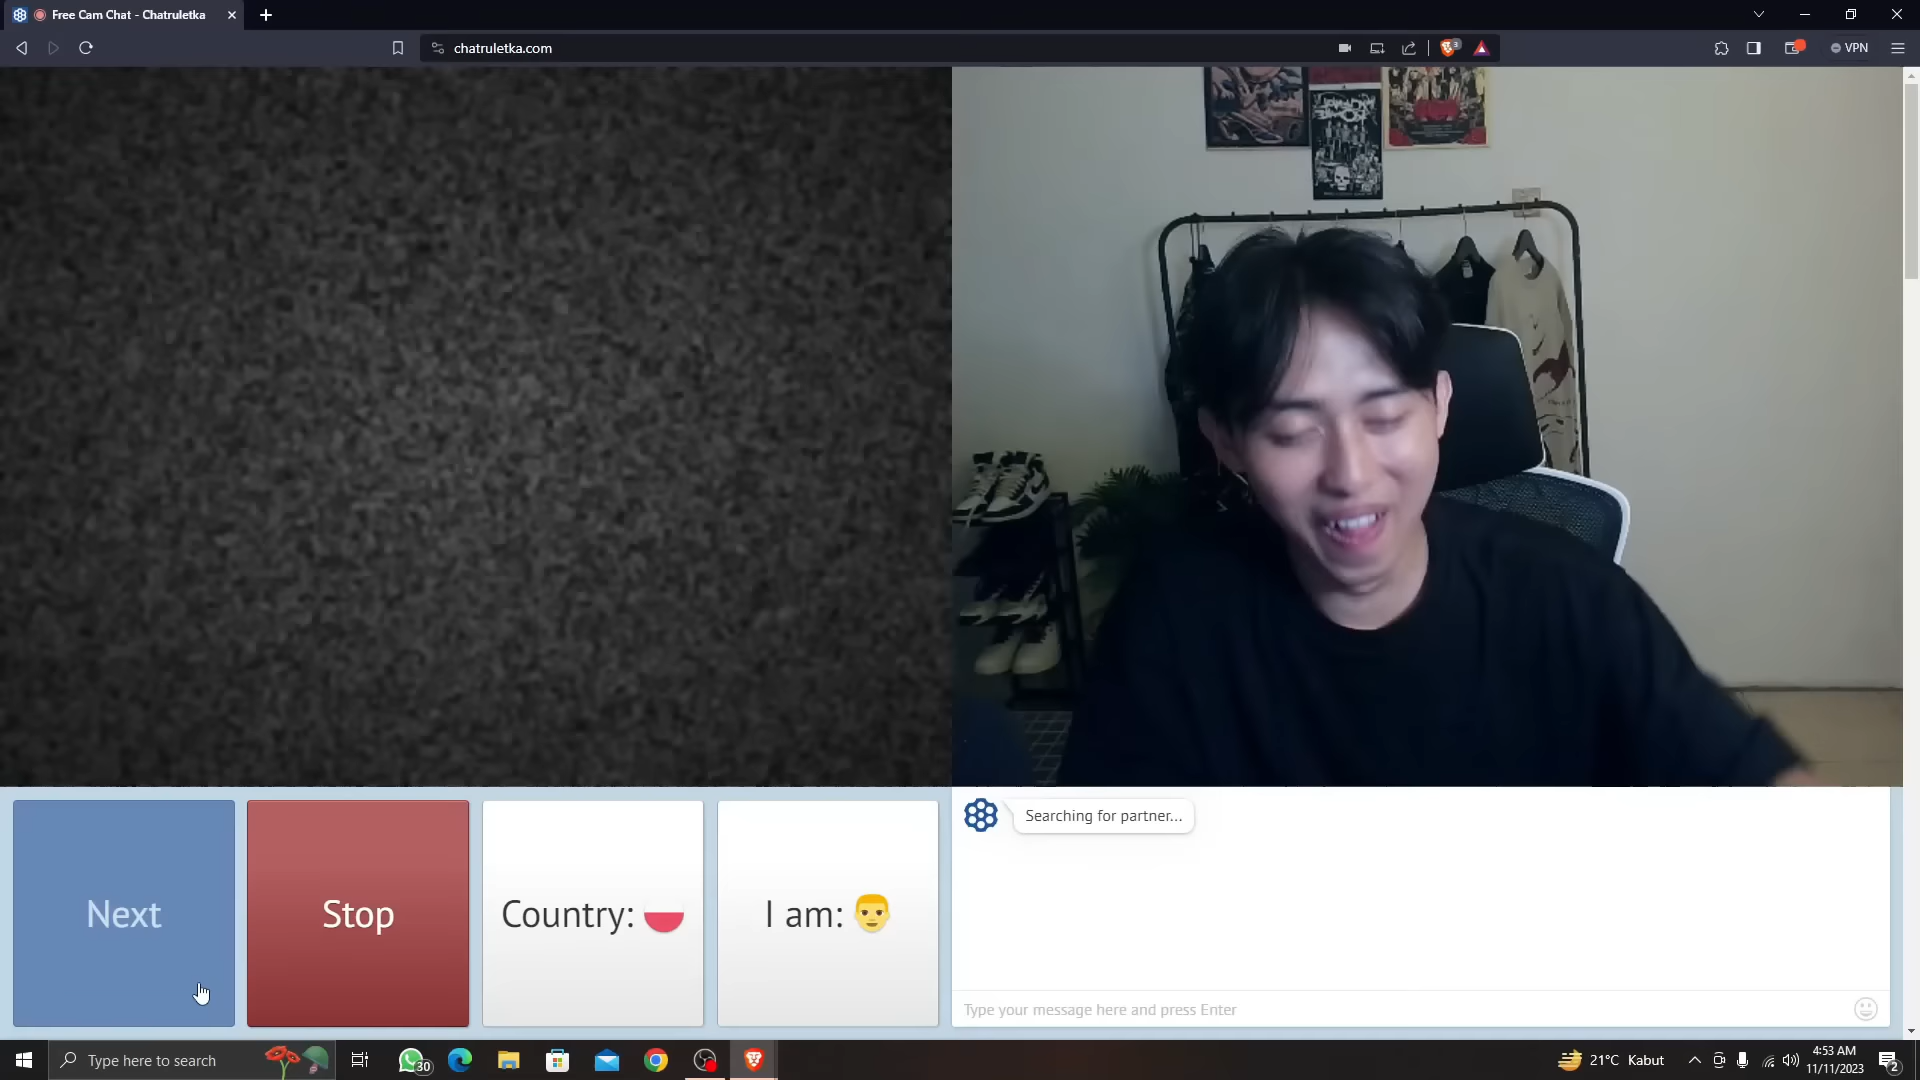 Free Cam Chat - Chatruletka
chatruletka.com
3
VPN
Next
Stop
Country:
I am:
Searching for partner...
Type your message here and press Enter
Type here to search
30
21°C Kabut
4:53 AM
11/11/2023
2